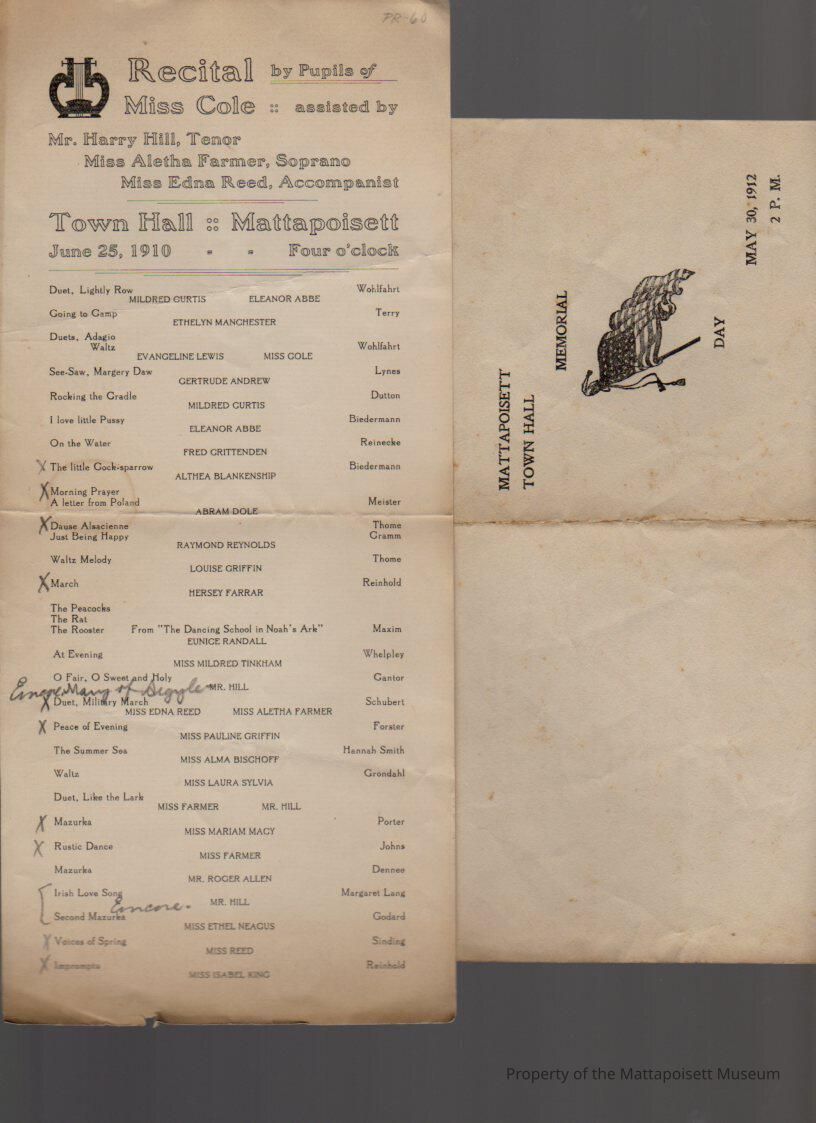 PR-60
Recital by Pupils of
Miss Cole :: assisted by
Mr. Harry Hill, Tenor
Miss Aletha Farmer, Soprano
Miss Edna Reed, Accompanist
Town Hall :: Mattapoisett
June 25, 1910 - - Four o'clock
Duet, Lightly Row Wohlfahrt
MILDRED CURTIS ELEANOR ABBE
Going to Camp Terry
ETHELYN MANCHESTER
Duets, Adagio
Waltz Wohlfahrt
EVANGELINE LEWIS MISS COLE
See-Saw, Margery Daw Lynes
GERTRUDE ANDREW
Rocking the Cradle Dutton
MILDRED CURTIS
I love little Pussy Biedermann
ELEANOR ABBE
On the Water Reinecke
FRED CRITTENDEN
X The little Cock-sparrow Biedermann
ALTHEA BLANKENSHIP
X Morning Prayer
A letter from Poland Meister
ABRAM DOLE
X Dause Alsacienne Thome
Just Being Happy Gramm
RAYMOND REYNOLDS
Waltz Melody Thome
LOUISE GRIFFIN
X March Reinhold
HERSEY FARRAR
The Peacocks
The Rat
The Rooster From "The Dancing School in Noah's Ark" Maxim
EUNICE RANDALL
At Evening Whelpley
MISS MILDRED TINKHAM
O Fair, O Sweet and Holy Cantor
MR. HILL
Encore Mary of
X Duet, Military March Schubert
MISS EDNA REED MISS ALETHA FARMER
X Peace of Evening Forster
MISS PAULINE GRIFFIN
The Summer Sea Hannah Smith
MISS ALMA BISCHOFF
Waltz Grondahl
MISS LAURA SYLVIA
Duet, Like the Lark
MISS FARMER MR. HILL
X Mazurka Porter
MISS MARIAM MACY
X Rustic Dance Johns
MISS FARMER
Mazurka Dennee
MR. ROGER ALLEN
Irish Love Song Margaret Lang
MR. HILL
Encore.
Second Mazurka Godard
MISS ETHEL NEAGUS
X Voices of Spring Sinding
MISS REED
X Impromptu Reinhold
MISS ISABEL KING
MATTAPOISETT
TOWN HALL
MEMORIAL
DAY
MAY 30, 1912
2 P. M.
Property of the Mattapoisett Museum